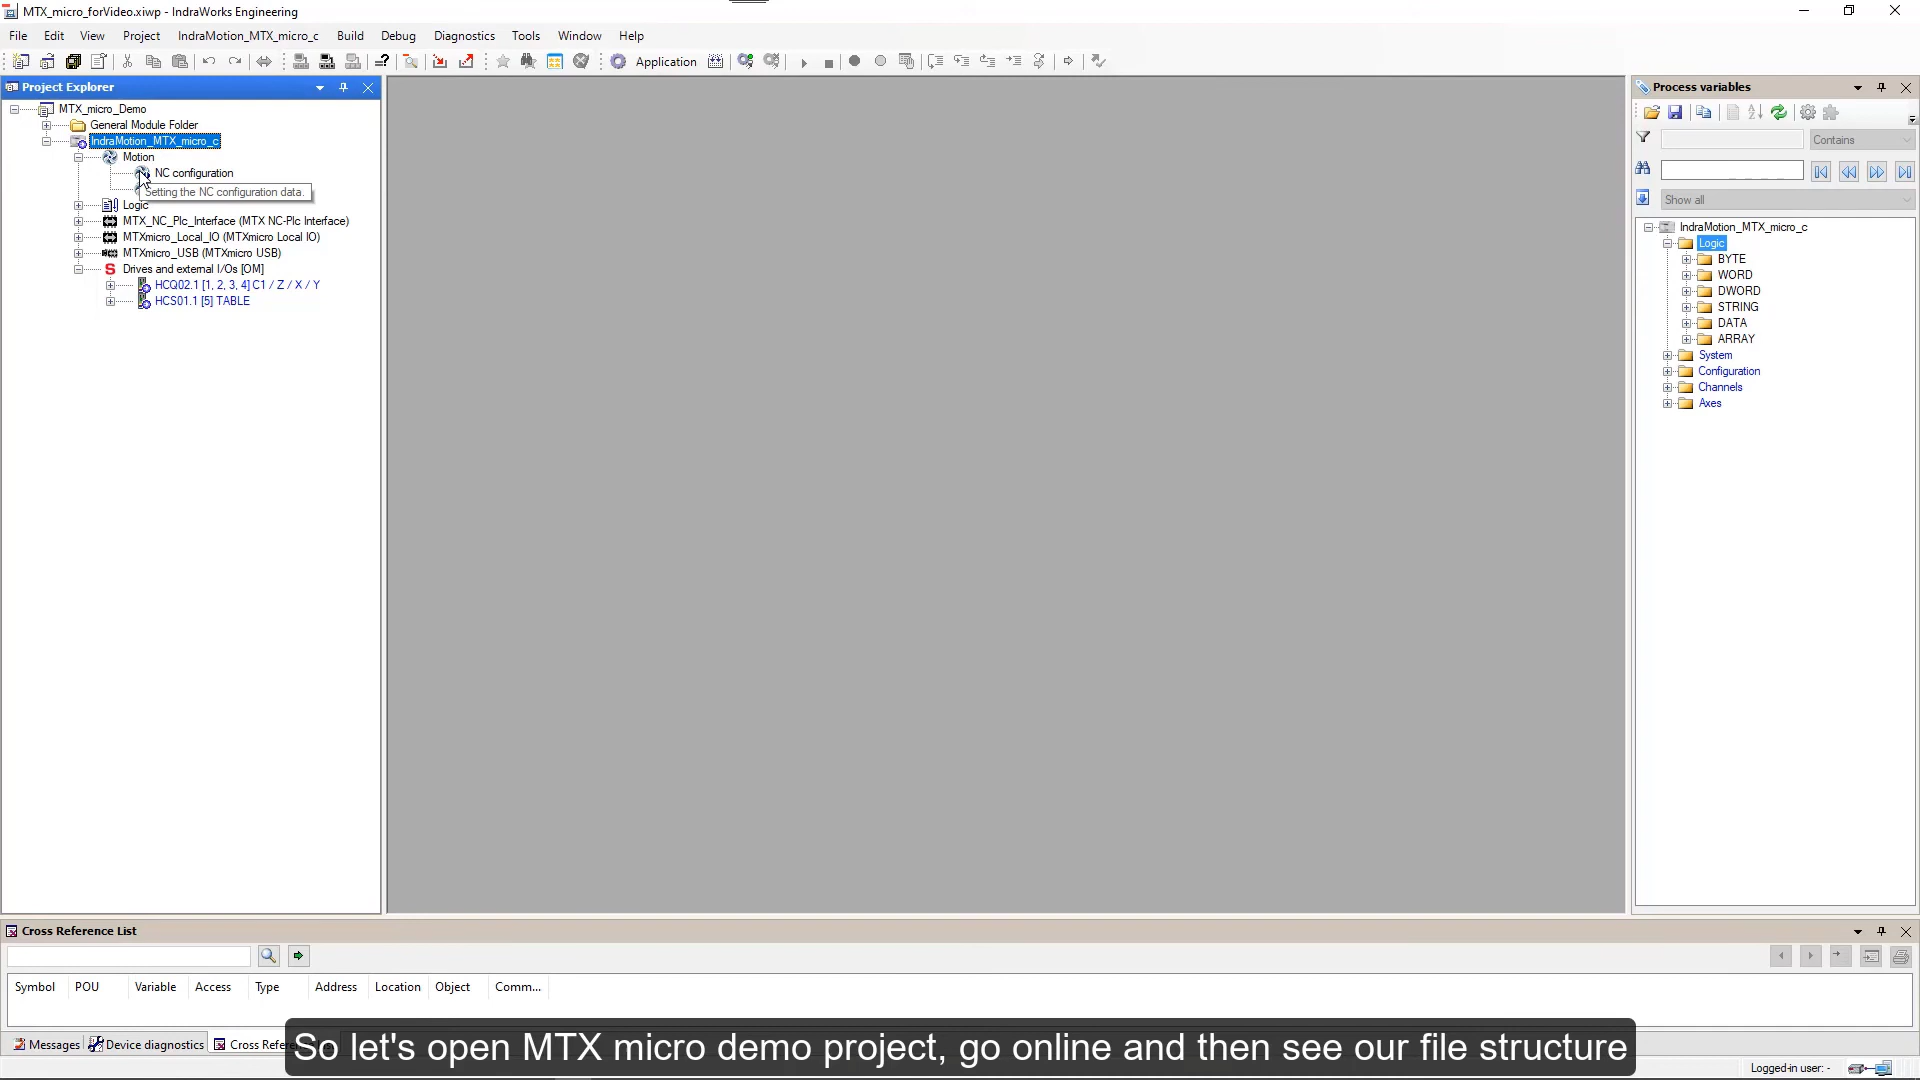 MTX_micro_forVideo.xiwp - IndraWorks Engineering
File Edit View Project IndraMotion_MTX_micro_c Build Debug Diagnostics Tools Window Help
Application
Project Explorer
MTX_micro_Demo
General Module Folder
IndraMotion_MTX_micro_c
Motion
NC configuration
Setting the NC configuration data.
Logic
MTX_NC_Plc_Interface (MTX NC-Plc Interface)
MTXmicro_Local_IO (MTXmicro Local IO)
MTXmicro_USB (MTXmicro USB)
Drives and external I/Os [OM]
HCQ02.1 [1, 2, 3, 4] C1 / Z / X / Y
HCS01.1 [5] TABLE
Process variables
Contains
Show all
IndraMotion_MTX_micro_c
Logic
BYTE
WORD
DWORD
STRING
DATA
ARRAY
System
Configuration
Channels
Axes
Cross Reference List
Symbol POU Variable Access Type Address Location Object Comm...
Messages Device diagnostics Cross Refere
So let's open MTX micro demo project, go online and then see our file structure
Logged-in user: -